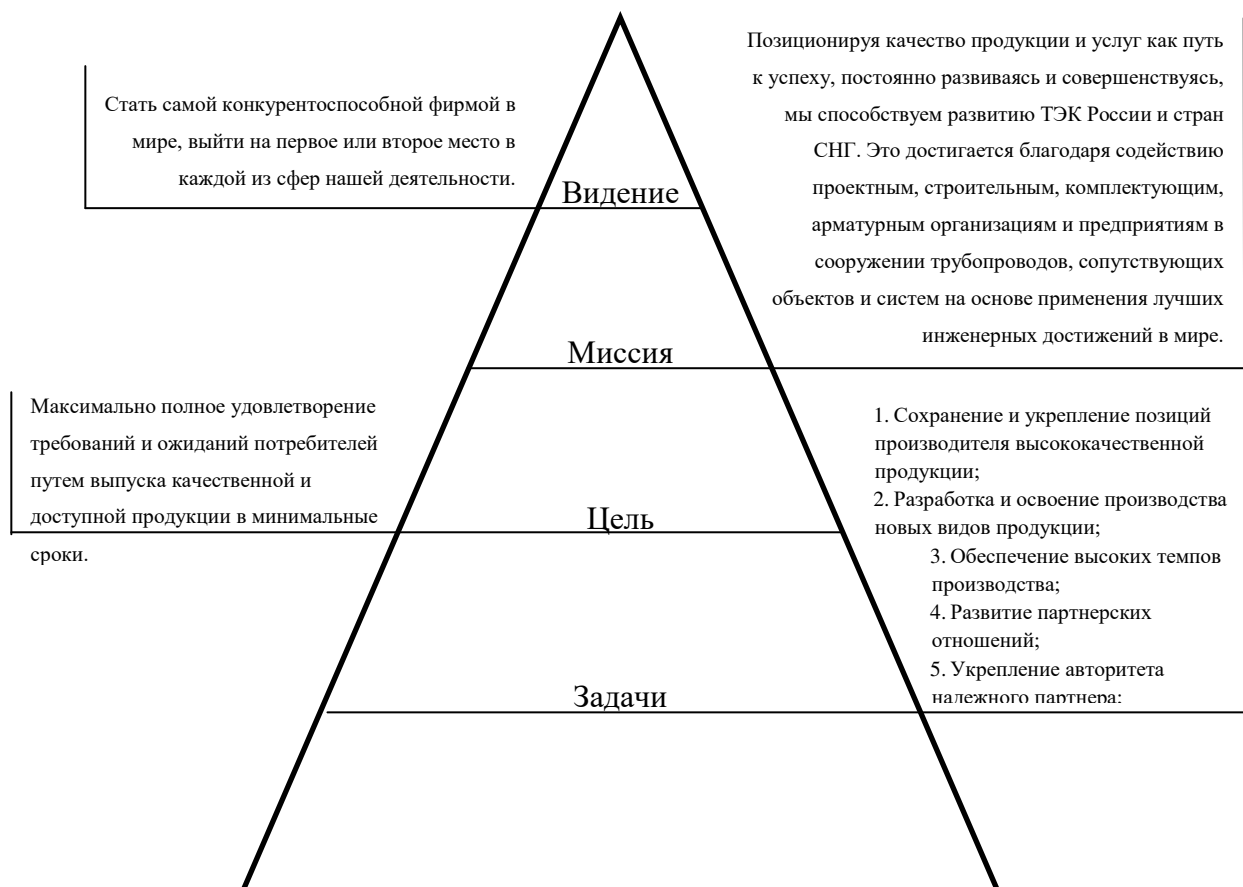 Стать самой конкурентоспособной фирмой в
мире, выйти на первое или второе место в
каждой из сфер нашей деятельности.
Видение
Позиционируя качество продукции и услуг как путь
к успеху, постоянно развиваясь и совершенствуясь,
мы способствуем развитию ТЭК России и стран
СНГ. Это достигается благодаря содействию
проектным, строительным, комплектующим,
арматурным организациям и предприятиям в
сооружении трубопроводов, сопутствующих
объектов и систем на основе применения лучших
инженерных достижений в мире.
Миссия
Максимально полное удовлетворение
требований и ожиданий потребителей
путем выпуска качественной и
доступной продукции в минимальные
сроки.
Цель
1. Сохранение и укрепление позиций
производителя высококачественной
продукции;
2. Разработка и освоение производства
новых видов продукции;
3. Обеспечение высоких темпов
производства;
4. Развитие партнерских
отношений;
5. Укрепление авторитета
надежного партнера;
Задачи